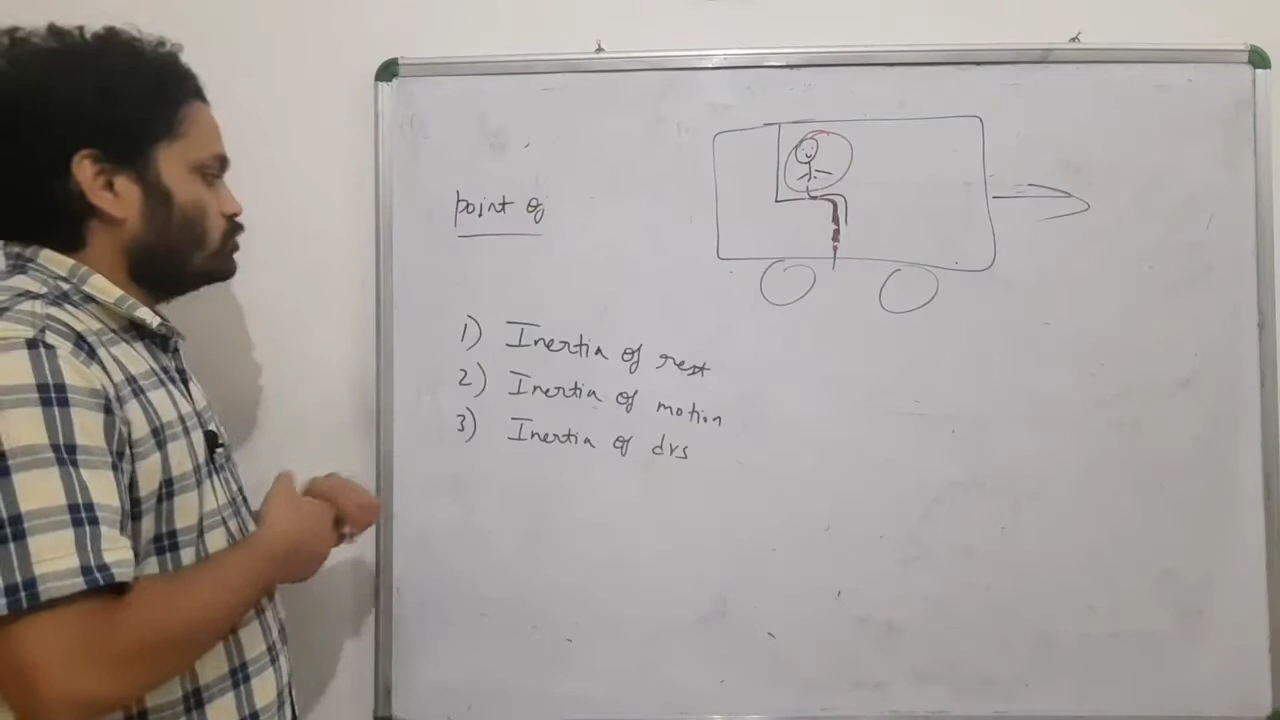 point of
1) Inertia of rest
2) Inertia of motion
3) Inertia of drs